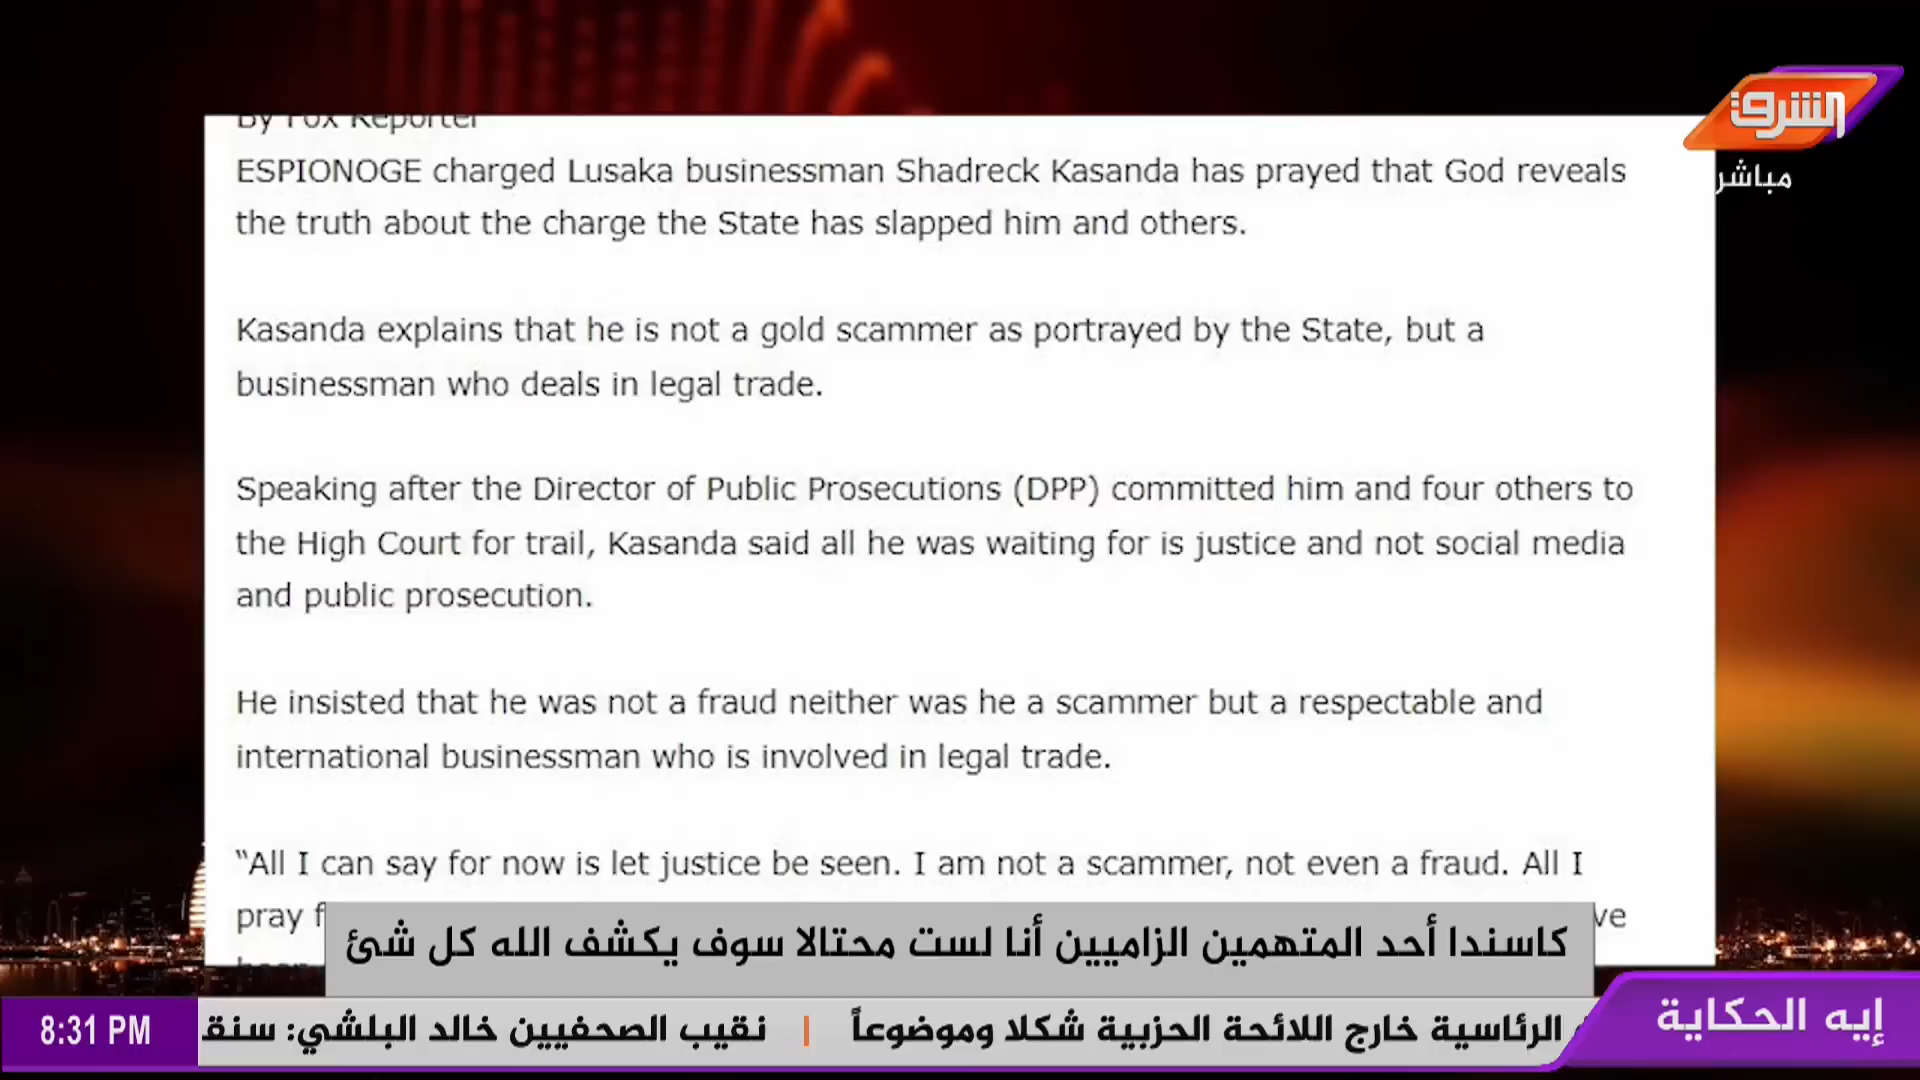 By Fox Reporter
ESPIONOGE charged Lusaka businessman Shadreck Kasanda has prayed that God reveals
the truth about the charge the State has slapped him and others.
Kasanda explains that he is not a gold scammer as portrayed by the State, but a
businessman who deals in legal trade.
Speaking after the Director of Public Prosecutions (DPP) committed him and four others to
the High Court for trail, Kasanda said all he was waiting for is justice and not social media
and public prosecution.
He insisted that he was not a fraud neither was he a scammer but a respectable and
international businessman who is involved in legal trade.
“All I can say for now is let justice be seen. I am not a scammer, not even a fraud. All I
pray
الشرق
مباشر
كاسندا أحد المتهمين الزاميين أنا لست محتالا سوف يكشف الله كل شئ
الرئاسية خارج اللائحة الحزبية شكلا وموضوعاً | نقيب الصحفيين خالد البلشي:
إيه الحكاية
8:31 PM